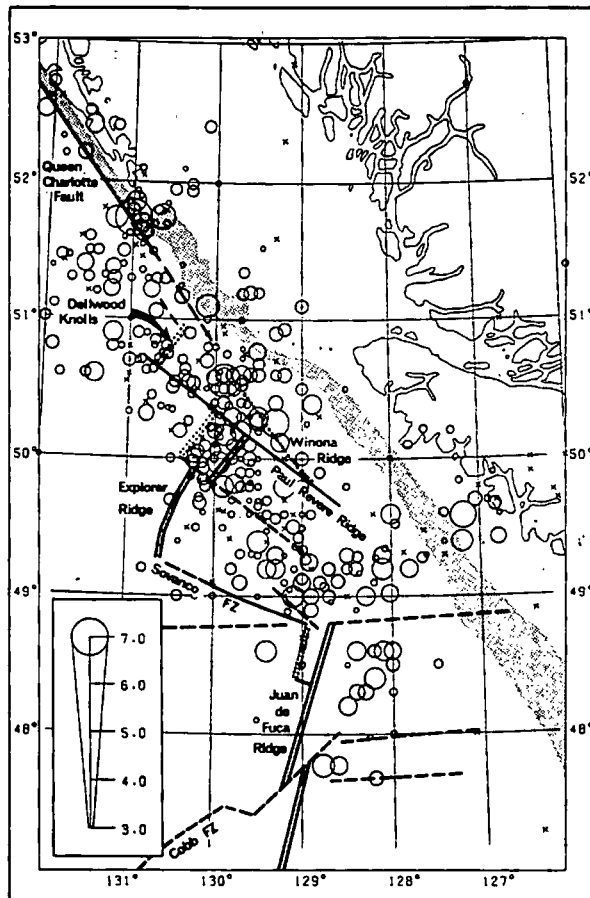 53°
52°
52°
Queen
Charlotte
Fault
51°
51°
Dellwood
Knolls
50°
50°
Winona
Ridge
Paul Revere Ridge
Explorer
Ridge
49°
49°
Sovanco
FZ
7.0
6.0
5.0
4.0
3.0
Juan
de
Fuca
Ridge
48°
48°
Cobb FZ
131°
130°
129°
128°
127°